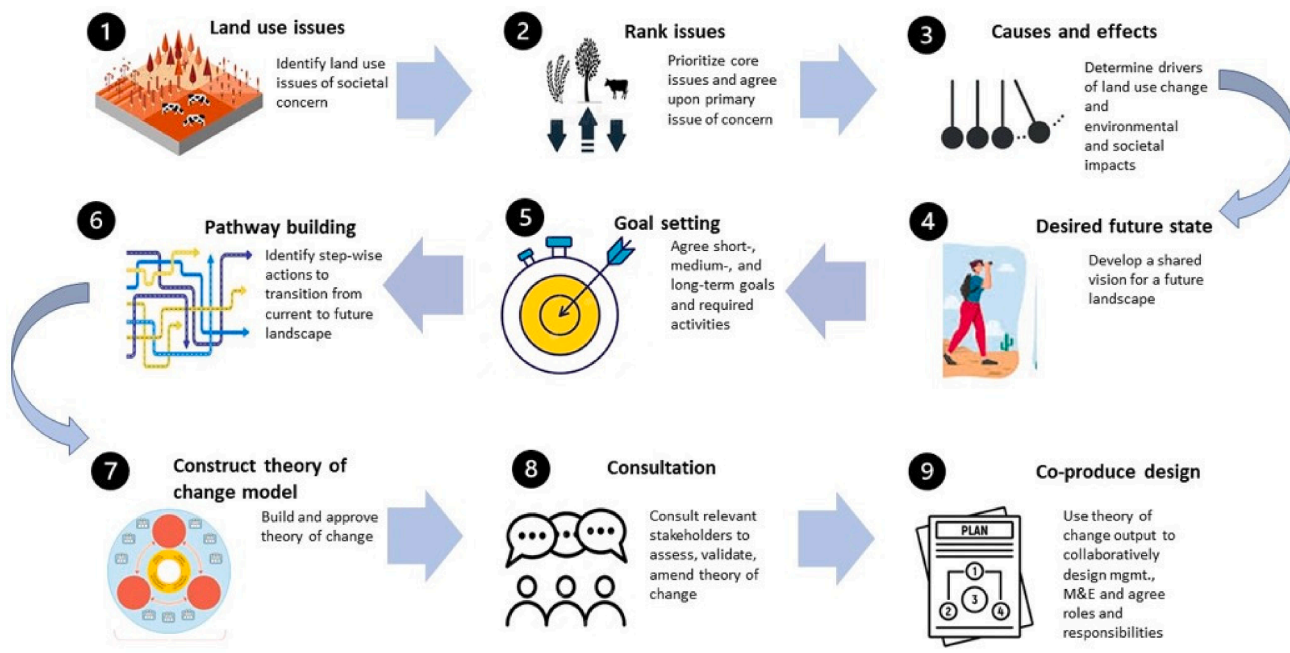 1
Land use issues
Identify land use
issues of societal
concern
2
Rank issues
Prioritize core
issues and agree
upon primary
issue of concern
3
Causes and effects
Determine drivers
of land use change
and
environmental
and societal
impacts
4
Desired future state
Develop a shared
vision for a future
landscape
5
Goal setting
Agree short-,
medium-, and
long-term goals
and required
activities
6
Pathway building
Identify step-wise
actions to
transition from
current to future
landscape
7
Construct theory of
change model
Build and approve
theory of change
8
Consultation
Consult relevant
stakeholders to
assess, validate,
amend theory of
change
9
Co-produce design
PLAN
1
2
3
4
Use theory of
change output to
collaboratively
design mgmt.,
M&E and agree
roles and
responsibilities